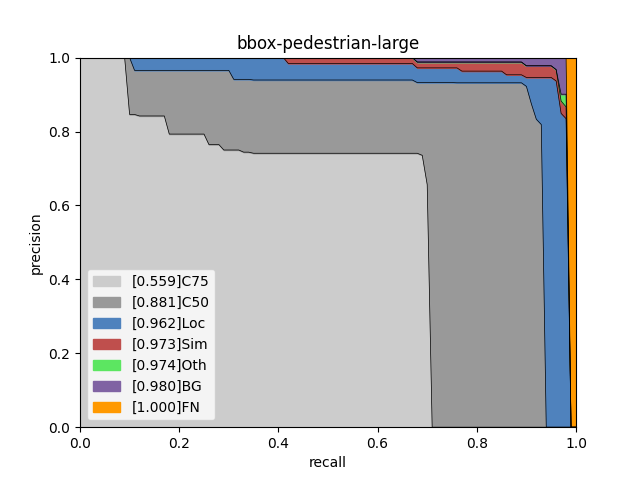 bbox-pedestrian-large
precision
1.0
0.8
0.6
0.4
0.2
0.0
[0.559]C75
[0.881]C50
[0.962]Loc
[0.973]Sim
[0.974]Oth
[0.980]BG
[1.000]FN
0.0 0.2 0.4 0.6 0.8 1.0
recall